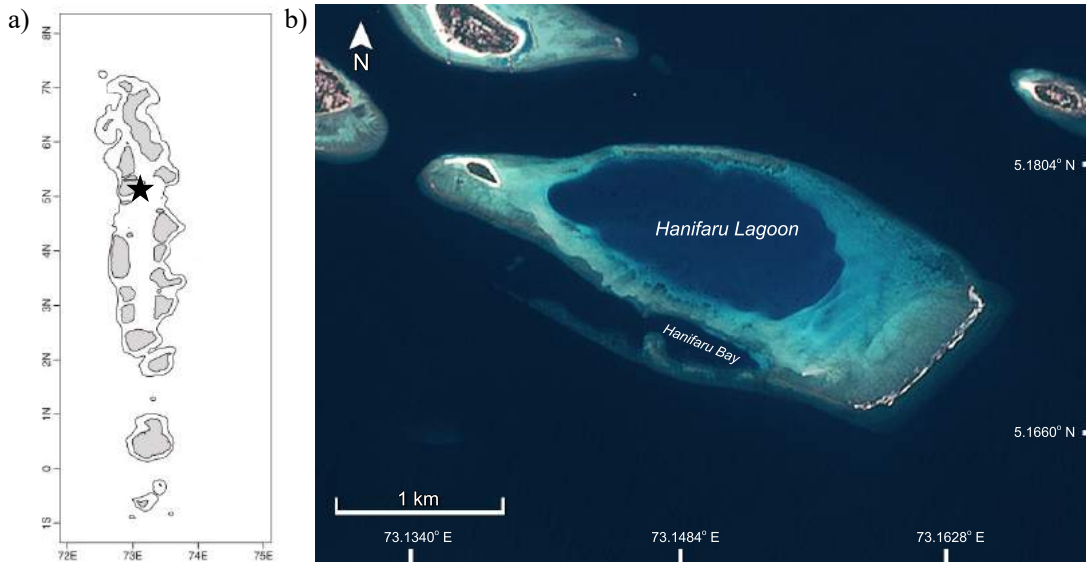 a)
8N
7N
6N
5N
4N
3N
2N
1N
0
1S
72E 73E 74E 75E
b)
N
Hanifaru Lagoon
Hanifaru Bay
5.1804° N
5.1660° N
1 km
73.1340° E 73.1484° E 73.1628° E